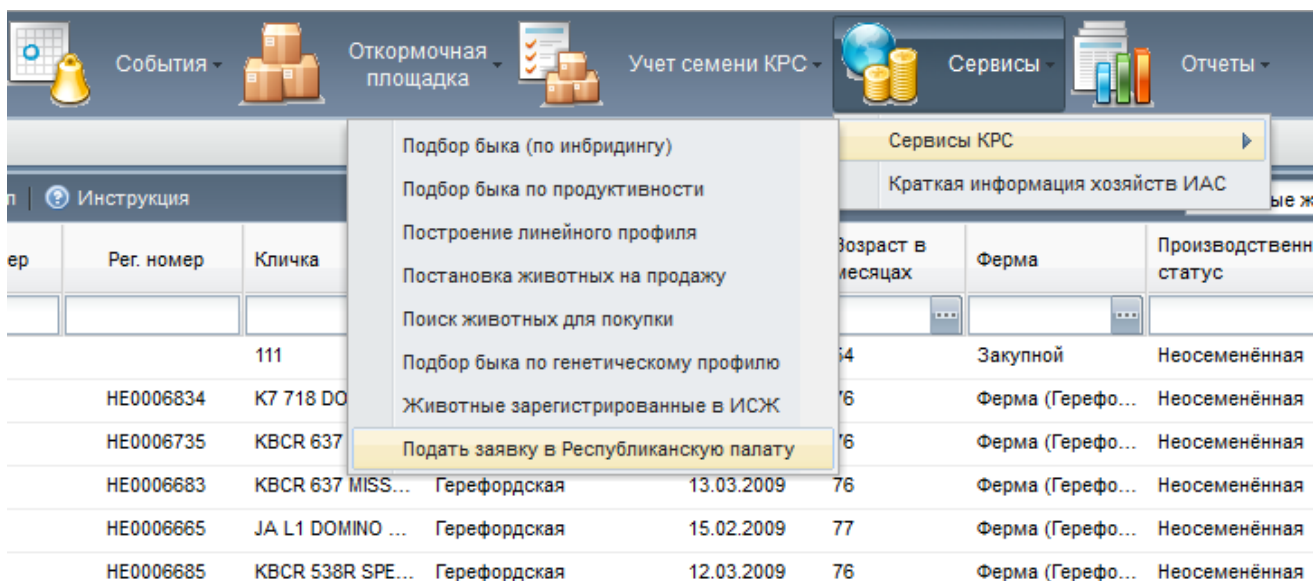 События
Откормочная
площадка
Учет семени КРС
Сервисы
Отчеты
Подбор быка (по инбридингу)
Подбор быка по продуктивности
Построение линейного профиля
Постановка животных на продажу
Поиск животных для покупки
Подбор быка по генетическому профилю
Животные зарегистрированные в ИСЖ
Подать заявку в Республиканскую палату
Сервисы КРС
Краткая информация хозяйств ИАС
Инструкция
ые ж
ер Рег. номер Кличка Возраст в месяцах Ферма Производственн статус
111 54 Закупной Неосеменённая
HE0006834 K7 718 DO 76 Ферма (Герефо... Неосеменённая
HE0006735 KBCR 637 76 Ферма (Герефо... Неосеменённая
HE0006683 KBCR 637 MISS... Герефордская 13.03.2009 76 Ферма (Герефо... Неосеменённая
HE0006665 JA L1 DOMINO ... Герефордская 15.02.2009 77 Ферма (Герефо... Неосеменённая
HE0006685 KBCR 538R SPE... Герефордская 12.03.2009 76 Ферма (Герефо... Неосеменённая